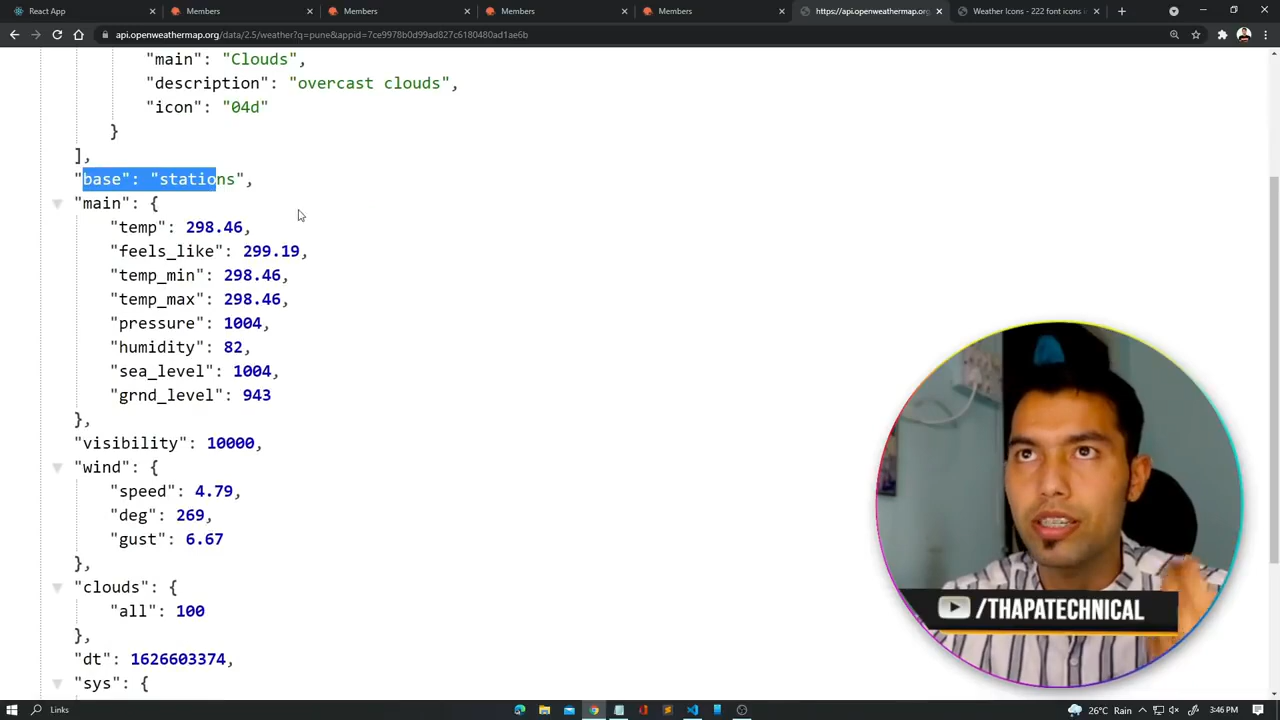 React App
Members
Members
Members
Members
https://api.openweathermap.org/
Weather Icons - 222 font icons
api.openweathermap.org/data/2.5/weather?q=pune&appid=7ce9978b0d99ad827c6180480ad1ae6b
"main": "Clouds",
"description": "overcast clouds",
"icon": "04d"
}
],
"base": "stations",
"main": {
"temp": 298.46,
"feels_like": 299.19,
"temp_min": 298.46,
"temp_max": 298.46,
"pressure": 1004,
"humidity": 82,
"sea_level": 1004,
"grnd_level": 943
},
"visibility": 10000,
"wind": {
"speed": 4.79,
"deg": 269,
"gust": 6.67
},
"clouds": {
"all": 100
},
"dt": 1626603374,
"sys": {
/THAPATECHNICAL
Links
26°C Rain
3:46 PM